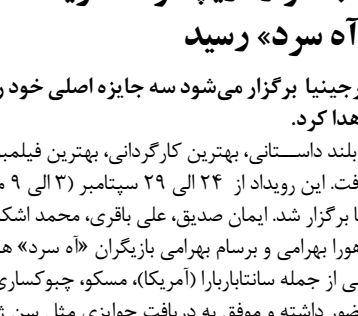 آه سرد» رسید
رجینیا برگزار می‌شود سه جایزه اصلی خود ر
هدا کرد.
بلند داستانی، بهترین کارگردانی، بهترین فیلمب
فت. این رویداد از ۲۴ الی ۲۹ سپتامبر (۳ الی ۹ م
ا برگزار شد. ایمان صدیق، علی باقری، محمد اشک
هورا بهرامی و برسام بهرامی بازیگران «آه سرد» ه
ی از جمله سانتاباربارا (آمریکا)، مسکو، چبوکساری
ضور داشته و موفق به دریافت جوایزی مثل سن ژ